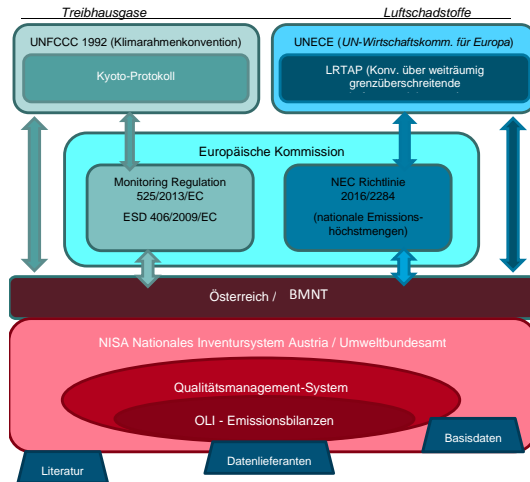 Treibhausgase
Luftschadstoffe
UNFCCC 1992 (Klimarahmenkonvention)
Kyoto-Protokoll
UNECE (UN-Wirtschaftskomm. für Europa)
LRTAP (Konv. über weiträumig
grenzüberschreitende
Europäische Kommission
Monitoring Regulation
525/2013/EC
ESD 406/2009/EC
NEC Richtlinie
2016/2284
(nationale Emissions-
höchstmengen)
Österreich / BMNT
NISA Nationales Inventursystem Austria / Umweltbundesamt
Qualitätsmanagement-System
OLI - Emissionsbilanzen
Basisdaten
Datenlieferanten
Literatur